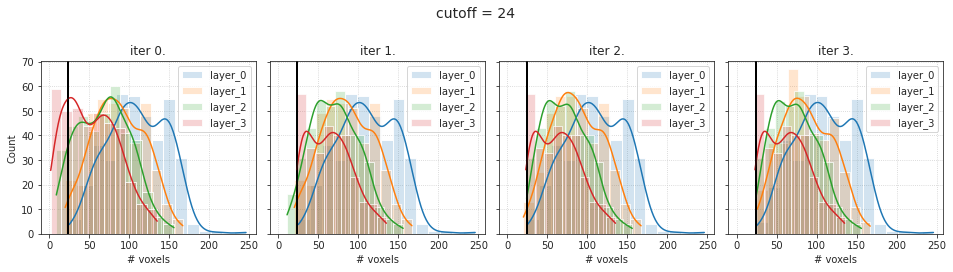 cutoff = 24
iter 0.
iter 1.
iter 2.
iter 3.
Count
70
60
50
40
30
20
10
0
layer_0
layer_1
layer_2
layer_3
layer_0
layer_1
layer_2
layer_3
layer_0
layer_1
layer_2
layer_3
layer_0
layer_1
layer_2
layer_3
0 50 100 150 200 250
0 50 100 150 200 250
0 50 100 150 200 250
0 50 100 150 200 250
# voxels
# voxels
# voxels
# voxels